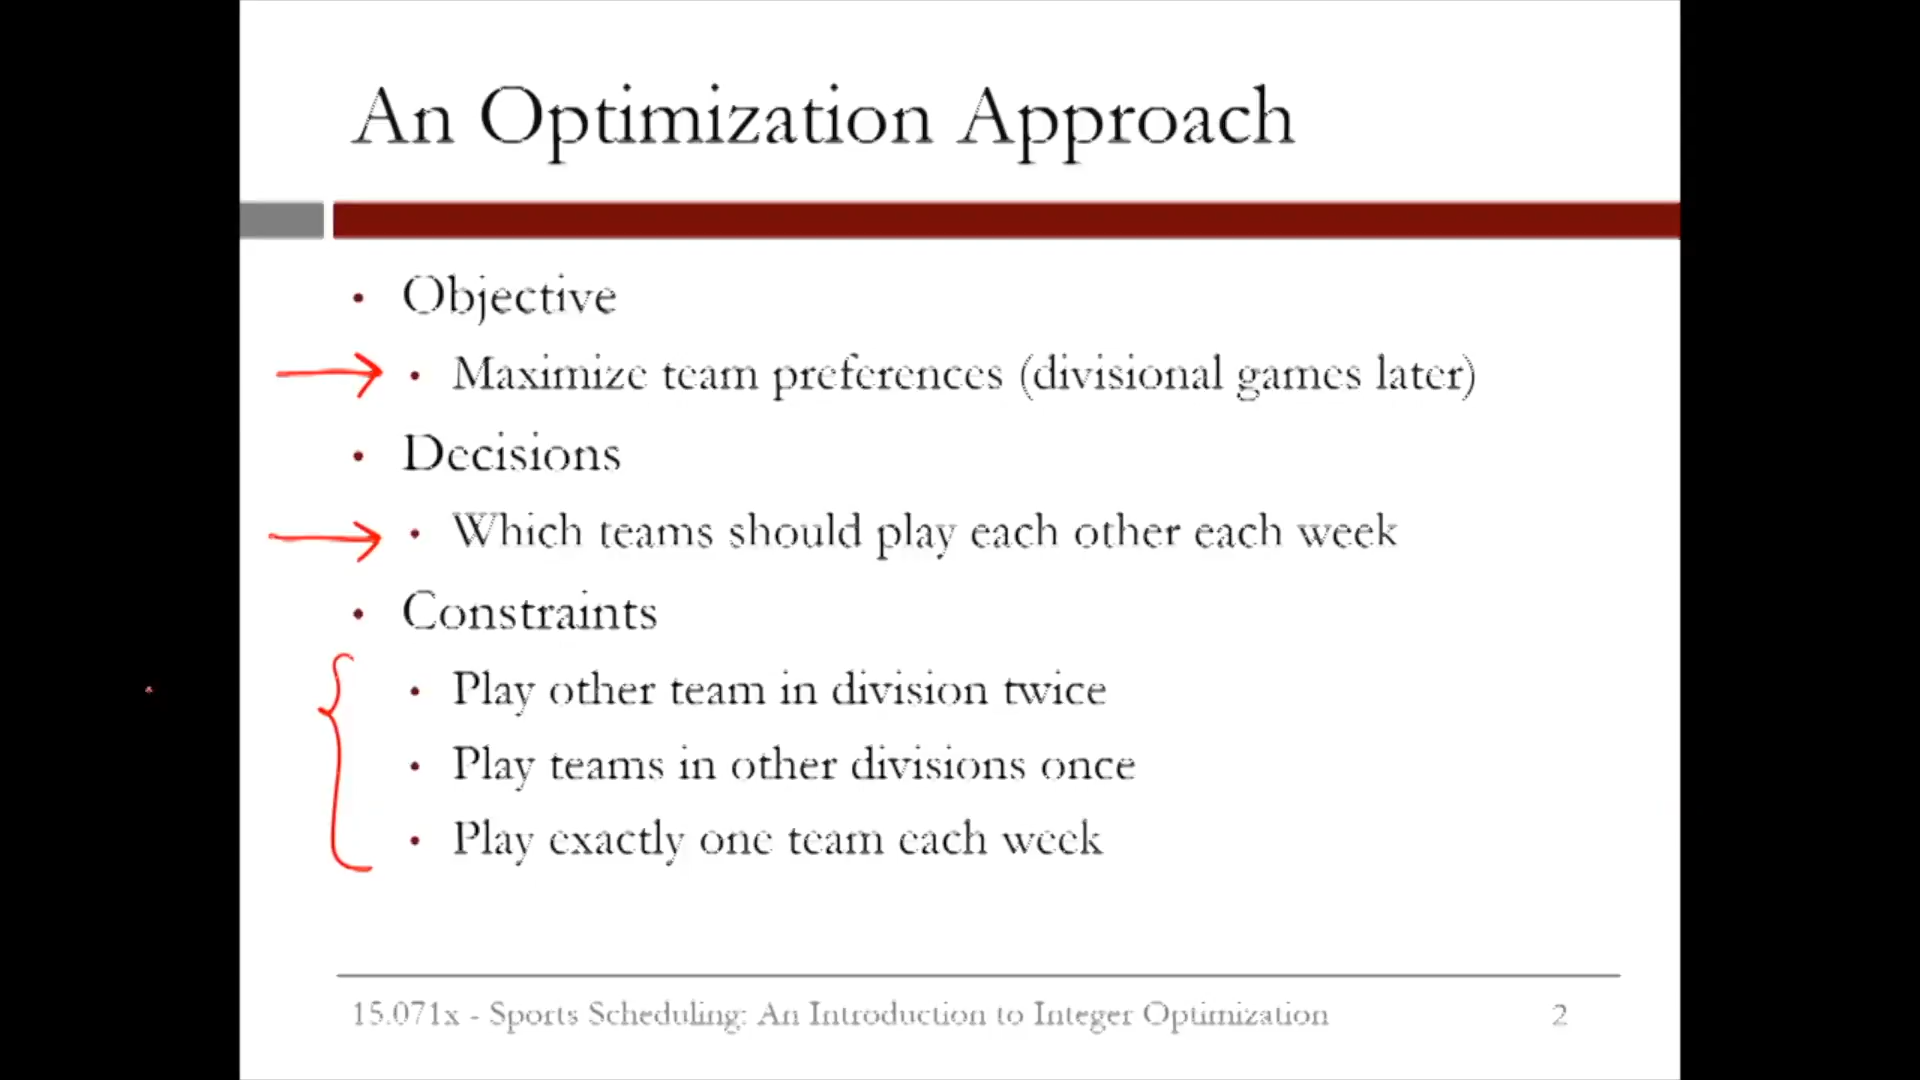 An Optimization Approach
• Objective
• Maximize team preferences (divisional games later)
• Decisions
• Which teams should play each other each week
• Constraints
• Play other team in division twice
• Play teams in other divisions once
• Play exactly one team each week
15.071x - Sports Scheduling: An Introduction to Integer Optimization 2